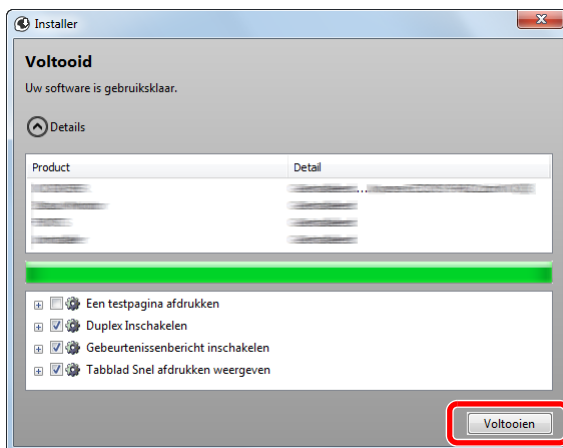 Installer
Voltooid
Uw software is gebruiksklaar.
Details
Product Detail
Een testpagina afdrukken
Duplex Inschakelen
Gebeurtenissenbericht inschakelen
Tabblad Snel afdrukken weergeven
Voltooien